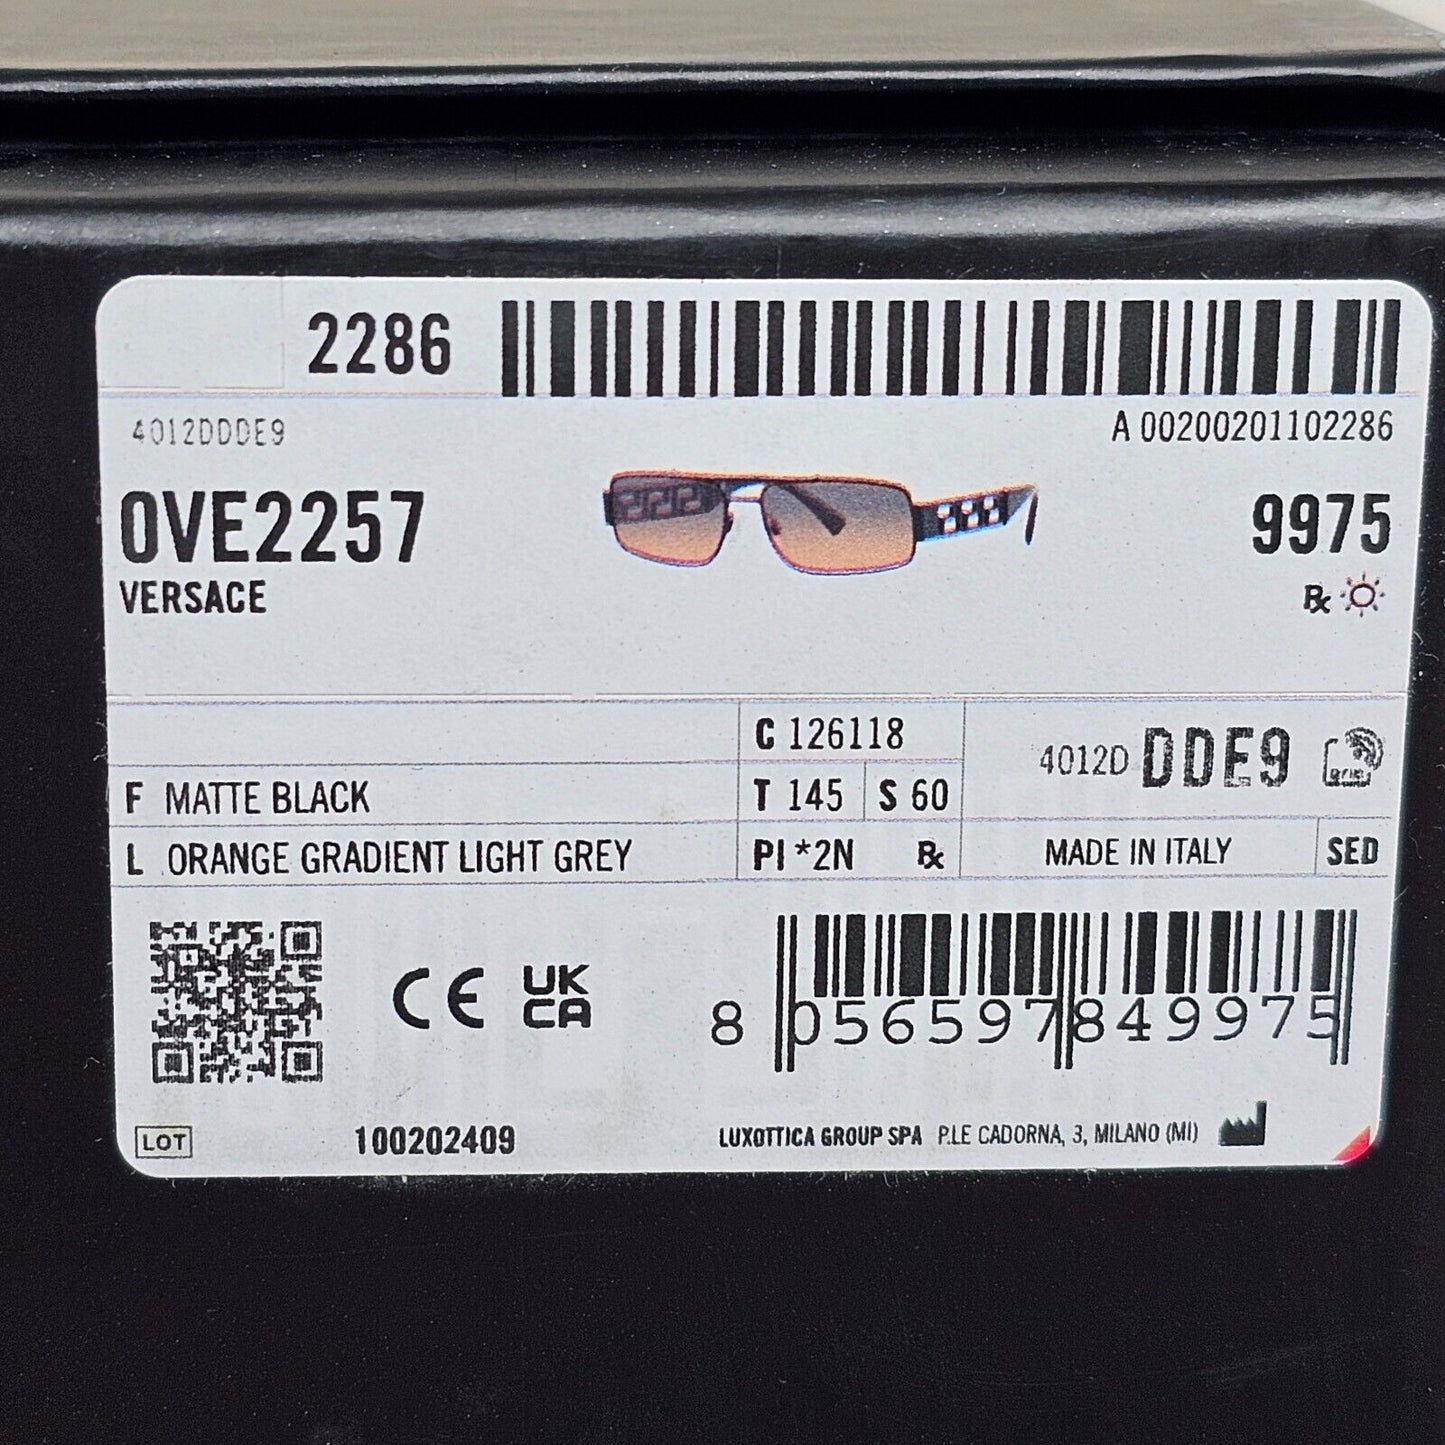 2286
4012DDDE9
A 00200201102286
0VE2257
9975
VERSACE
Rx
C 126118
4012D DDE9
F MATTE BLACK
T 145 S 60
L ORANGE GRADIENT LIGHT GREY
PI *2N Rx
MADE IN ITALY
SED
CE UK CA
8 056597 849975
LOT
100202409
LUXOTTICA GROUP SPA P.LE CADORNA, 3, MILANO (MI)